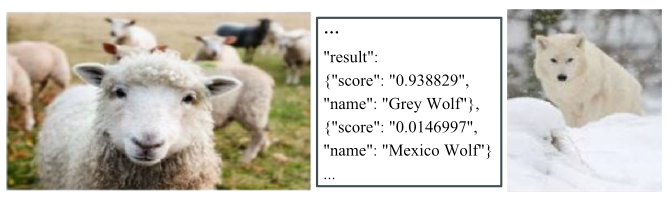 ...
"result":
{"score": "0.938829",
"name": "Grey Wolf"},
{"score": "0.0146997",
"name": "Mexico Wolf"}
...